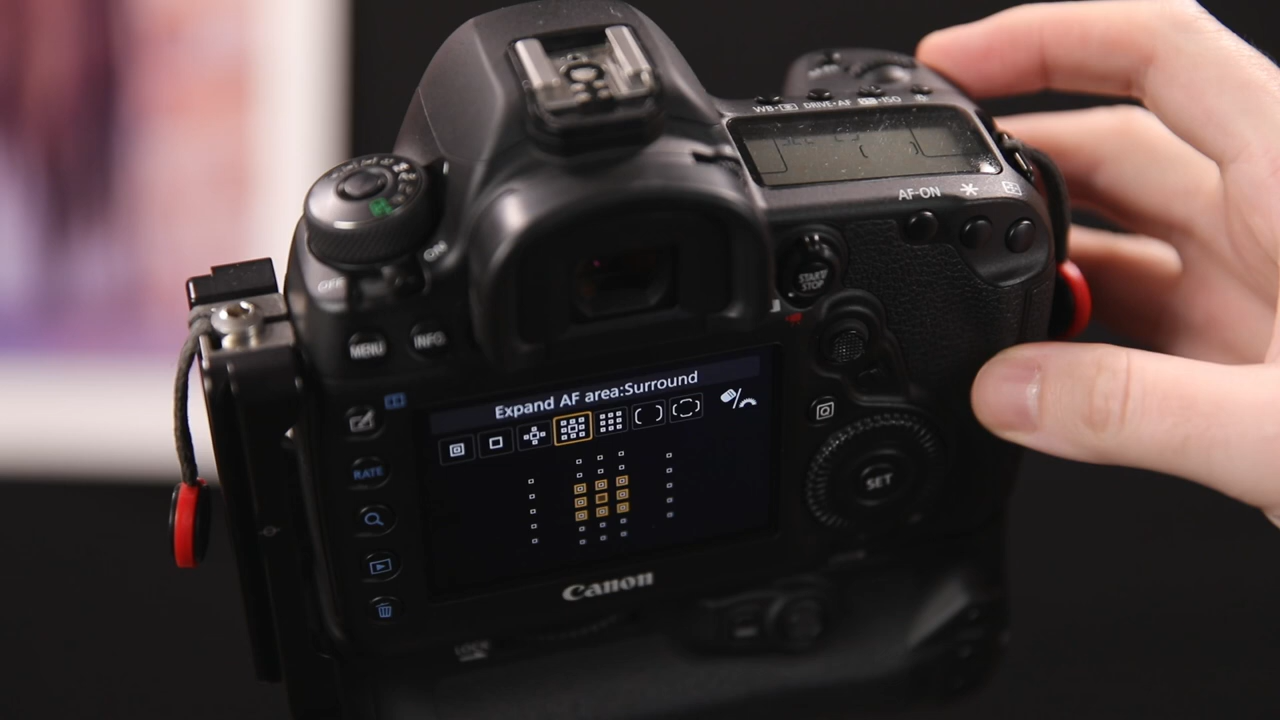 WB•
DRIVE•AF
•ISO
AF-ON
ON
OFF
START/
STOP
MENU
INFO
Expand AF area:Surround
RATE
SET
Canon
LOCK